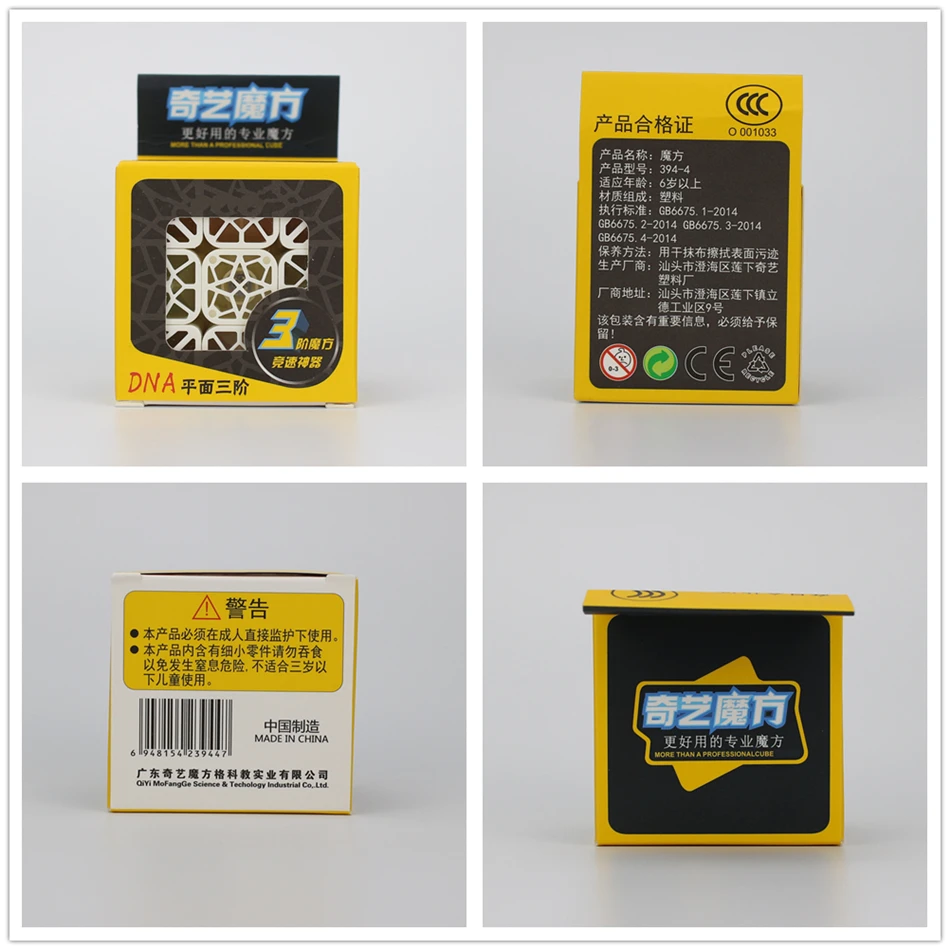 奇艺魔方
更好用的专业魔方
MORE THAN A PROFESSIONAL CUBE
3阶魔方
竞速神器
DNA 平面三阶
CCC
O 001033
产品合格证
产品名称：魔方
产品型号：394-4
适应年龄：6岁以上
材质组成：塑料
执行标准：GB6675.1-2014
GB6675.2-2014 GB6675.3-2014
GB6675.4-2014
保养方法：用干抹布擦拭表面污迹
生产厂商：汕头市澄海区莲下奇艺
塑料厂
厂商地址：汕头市澄海区莲下镇立
德工业区9号
该包装含有重要信息，必须给予保
留！
0-3
CE
PLEASE
RECYCLE
警告
● 本产品必须在成人直接监护下使用。
● 本产品内含有细小零件请勿吞食
以免发生窒息危险,不适合三岁以
下儿童使用。
6 948154 239447
中国制造
MADE IN CHINA
广东奇艺魔方格科教实业有限公司
QiYi MoFangGe Science & Techology Industrial Co,.Ltd.
奇艺魔方
更好用的专业魔方
MORE THAN A PROFESSIONALCUBE